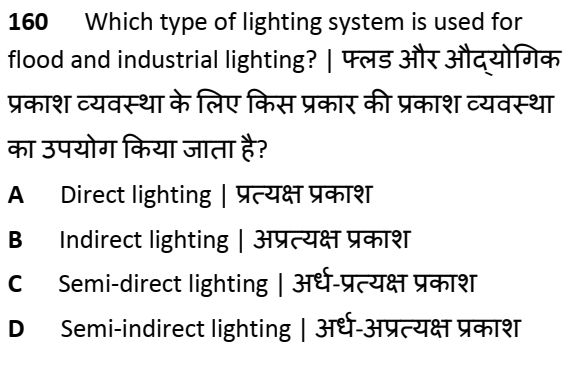 160 Which type of lighting system is used for
flood and industrial lighting? | फ्लड और औद्योगिक
प्रकाश व्यवस्था के लिए किस प्रकार की प्रकाश व्यवस्था
का उपयोग किया जाता है?
A Direct lighting | प्रत्यक्ष प्रकाश
B Indirect lighting | अप्रत्यक्ष प्रकाश
C Semi-direct lighting | अर्ध-प्रत्यक्ष प्रकाश
D Semi-indirect lighting | अर्ध-अप्रत्यक्ष प्रकाश